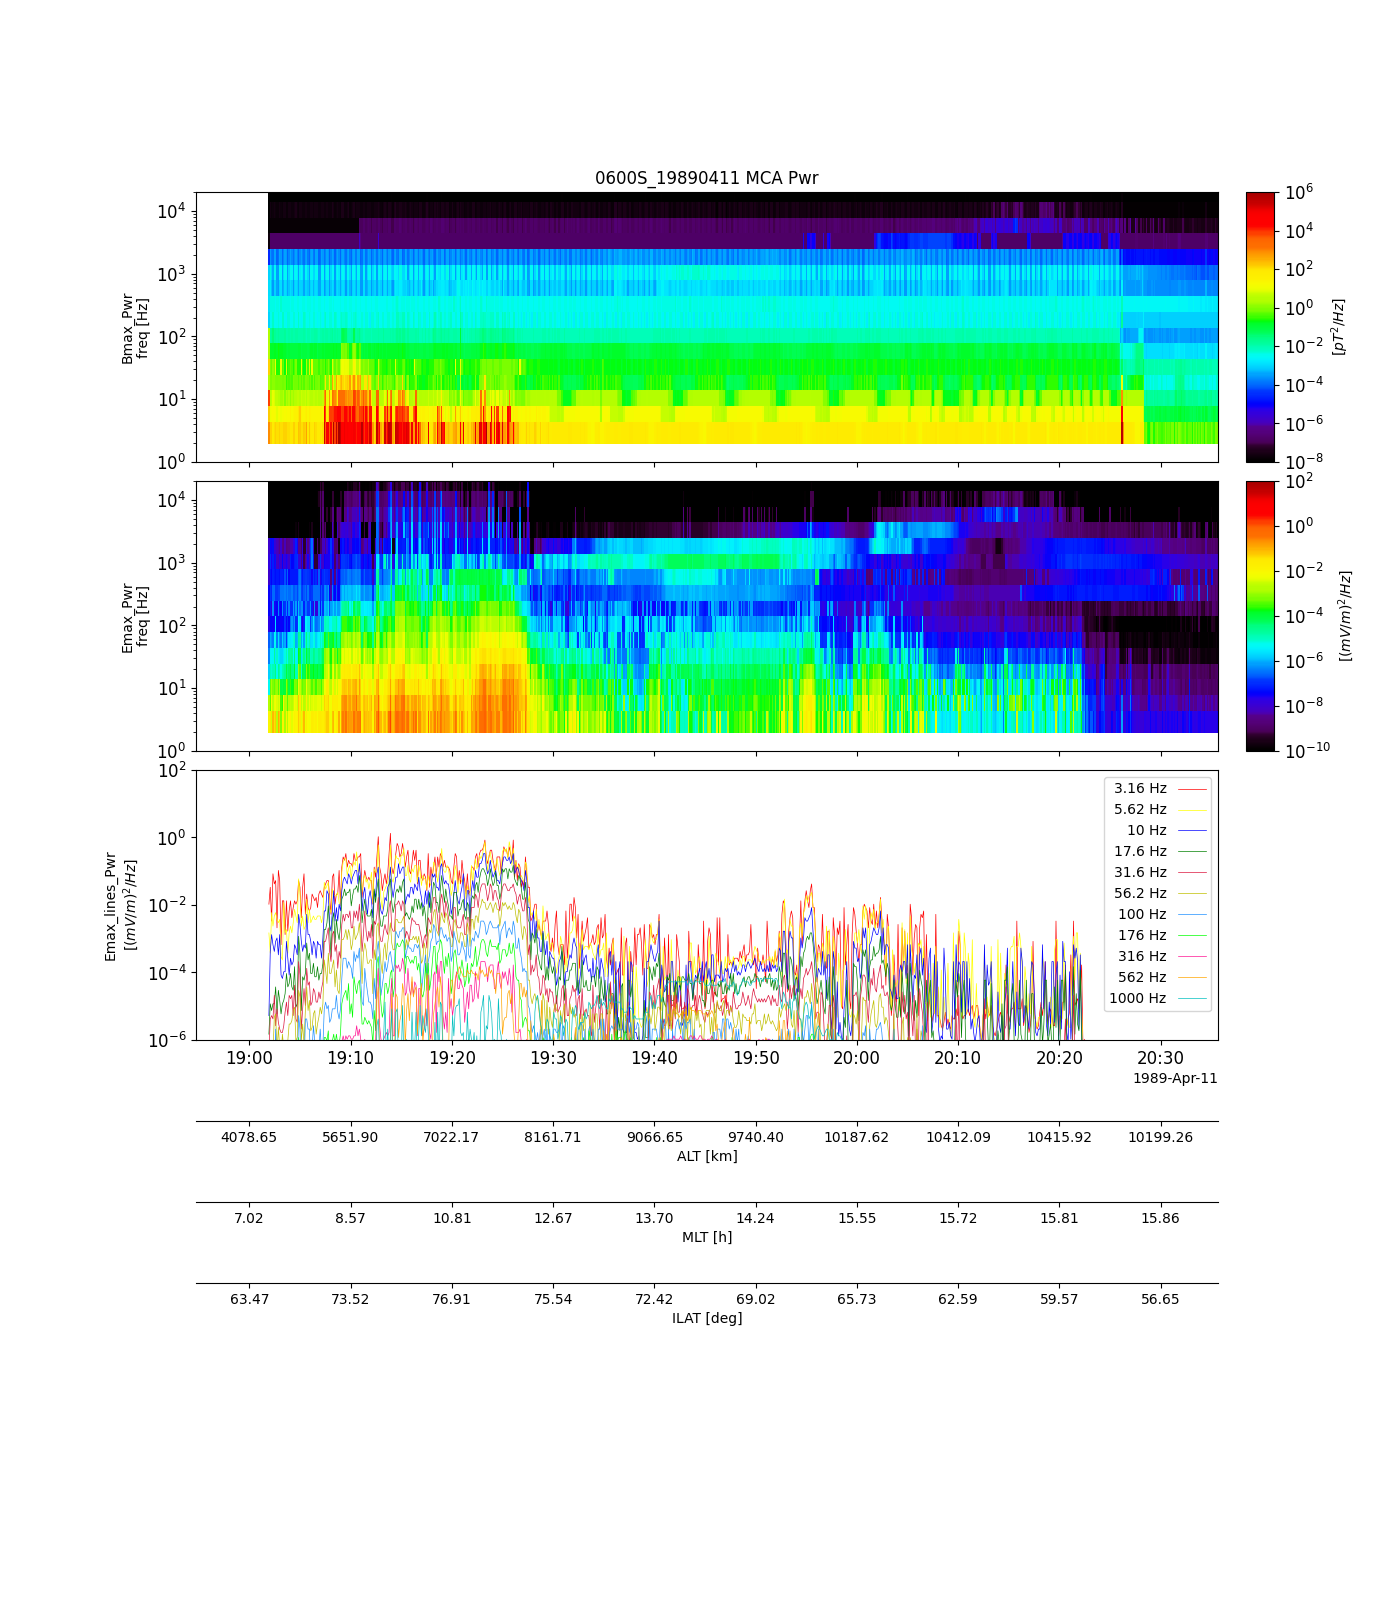 0600S_19890411 MCA Pwr
10^4
10^3
10^2
10^1
10^0
Bmax_Pwr
freq [Hz]
10^6
10^4
10^2
10^0
10^-2
10^-4
10^-6
10^-8
[pT^2/Hz]
10^4
10^3
10^2
10^1
10^0
Emax_Pwr
freq [Hz]
10^2
10^0
10^-2
10^-4
10^-6
10^-8
10^-10
[(mV/m)^2/Hz]
10^2
10^0
10^-2
10^-4
10^-6
Emax_lines_Pwr
[(mV/m)^2/Hz]
3.16 Hz
5.62 Hz
10 Hz
17.6 Hz
31.6 Hz
56.2 Hz
100 Hz
176 Hz
316 Hz
562 Hz
1000 Hz
19:00 19:10 19:20 19:30 19:40 19:50 20:00 20:10 20:20 20:30
1989-Apr-11
4078.65 5651.90 7022.17 8161.71 9066.65 9740.40 10187.62 10412.09 10415.92 10199.26
ALT [km]
7.02 8.57 10.81 12.67 13.70 14.24 15.55 15.72 15.81 15.86
MLT [h]
63.47 73.52 76.91 75.54 72.42 69.02 65.73 62.59 59.57 56.65
ILAT [deg]